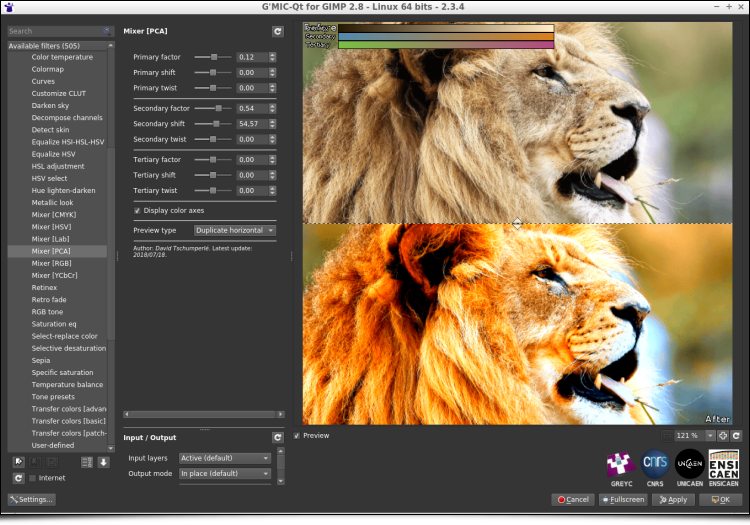 G'MIC-Qt for GIMP 2.8 - Linux 64 bits - 2.3.4
Search
Available filters (505)
Color temperature
Colormap
Curves
Customize CLUT
Darken sky
Decompose channels
Detect skin
Equalize HSI-HSL-HSV
Equalize HSV
HSL adjustment
HSV select
Hue lighten-darken
Metallic look
Mixer [CMYK]
Mixer [HSV]
Mixer [Lab]
Mixer [PCA]
Mixer [RGB]
Mixer [YCbCr]
Retinex
Retro fade
RGB tone
Saturation eq
Select-replace color
Selective desaturation
Sepia
Specific saturation
Temperature balance
Tone presets
Transfer colors [advan
Transfer colors [basic]
Transfer colors [patch-
User-defined
Internet
Settings...
Mixer [PCA]
Primary factor 0,12
Primary shift 0,00
Primary twist 0,00
Secondary factor 0,54
Secondary shift 54,57
Secondary twist 0,00
Tertiary factor 0,00
Tertiary shift 0,00
Tertiary twist 0,00
Display color axes
Preview type Duplicate horizontal
Author: David Tschumperlé. Latest update:
2018/07/18.
Input / Output
Input layers Active (default)
Output mode In place (default)
Secondary
Tertiary
After
Preview
121 %
GREYC
CNRS
UNICAEN
ENSICAEN
cnrs
UNICAEN
ENSI
CAEN
Cancel
Fullscreen
Apply
OK